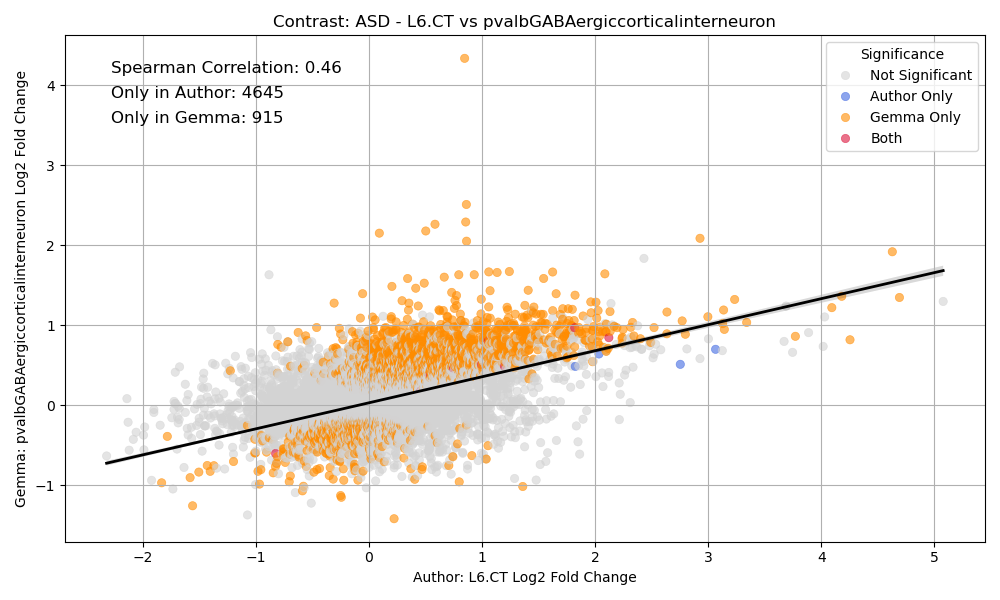 Contrast: ASD - L6.CT vs pvalbGABAergiccorticalinterneuron
Spearman Correlation: 0.46
Only in Author: 4645
Only in Gemma: 915
Significance
Not Significant
Author Only
Gemma Only
Both
Gemma: pvalbGABAergiccorticalinterneuron Log2 Fold Change
4
3
2
1
0
−1
−2
−1
0
1
2
3
4
5
Author: L6.CT Log2 Fold Change